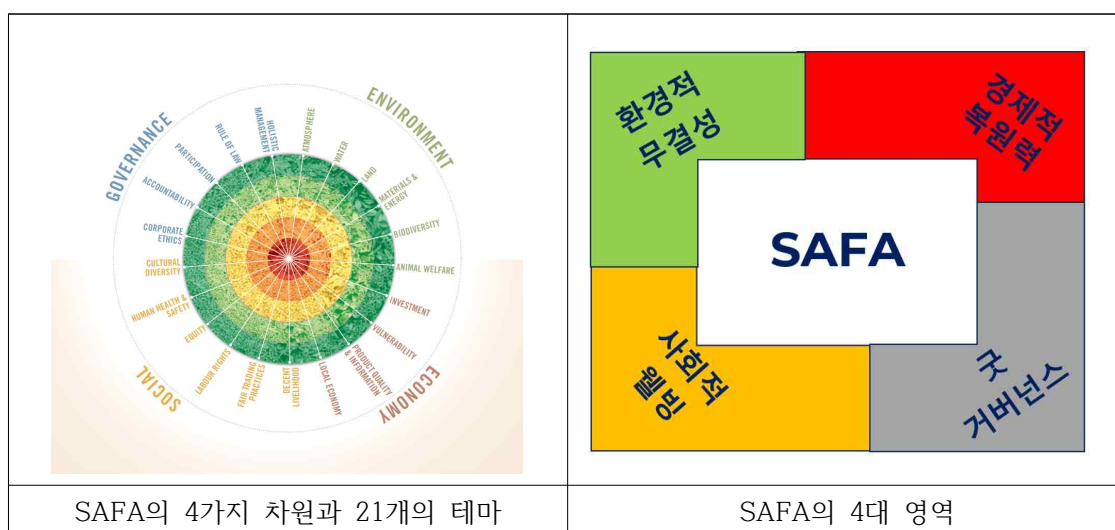 GOVERNANCE
ENVIRONMENT
SOCIAL
ECONOMY
HOLISTIC
MANAGEMENT
ATMOSPHERE
WATER
LAND
MATERIALS &
ENERGY
BIODIVERSITY
ANIMAL WELFARE
INVESTMENT
VULNERABILITY
PRODUCT QUALITY
& INFORMATION
LOCAL ECONOMY
DECENT
LIVELIHOOD
FAIR TRADING
PRACTICES
LABOUR RIGHTS
EQUITY
HUMAN HEALTH &
SAFETY
CULTURAL
DIVERSITY
CORPORATE
ETHICS
ACCOUNTABILITY
PARTICIPATION
RULE OF LAW
환경적
무결성
경제적
복원력
SAFA
사회적
웰빙
굿
거버넌스
SAFA의 4가지 차원과 21개의 테마
SAFA의 4대 영역